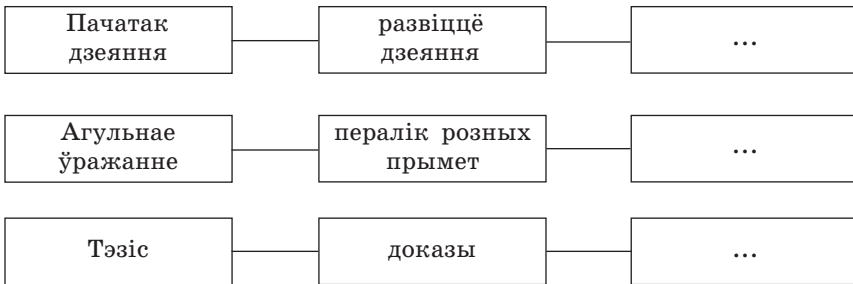 Пачатак
дзеяння
развіццё
дзеяння
...
Агульнае
ўражанне
пералік розных
прымет
...
Тэзіс
доказы
...